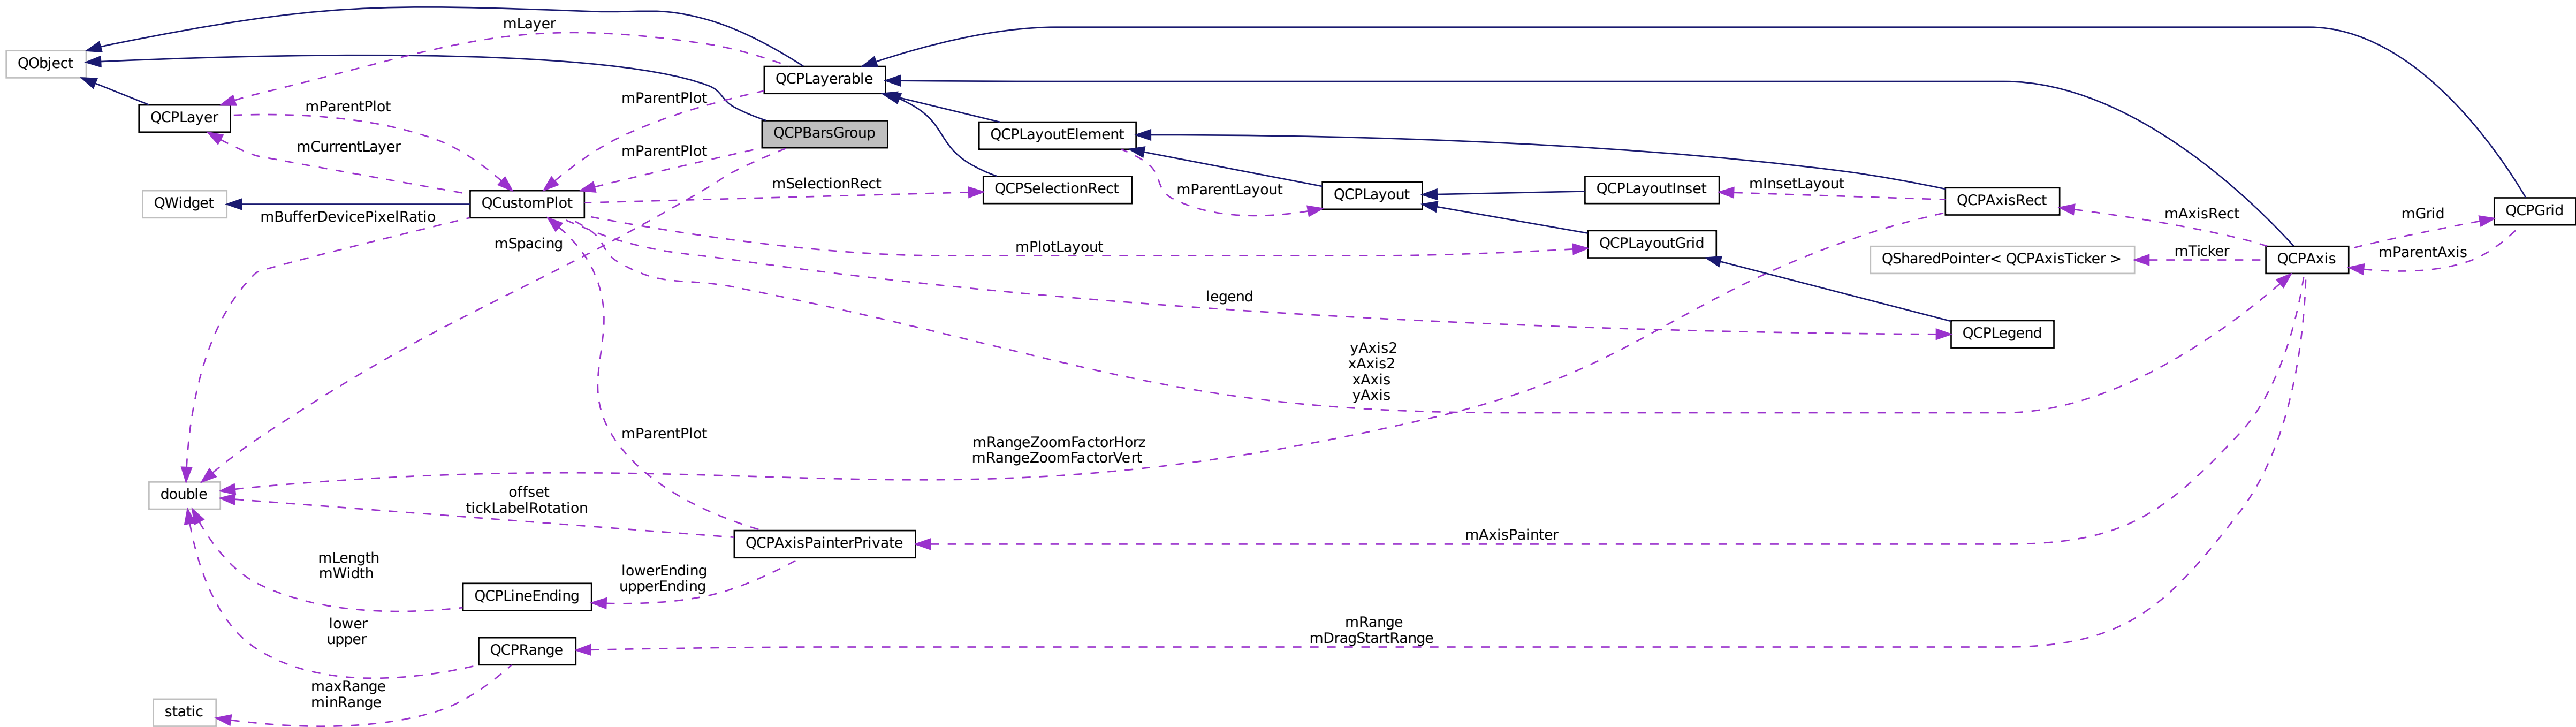 mLayer
QObject
QCPLayerable
mParentPlot
mParentPlot
QCPLayer
QCPBarsGroup
QCPLayoutElement
mCurrentLayer
mParentPlot
mSelectionRect
QCPSelectionRect
mParentLayout
QCPLayout
QCPLayoutInset
mInsetLayout
QCPAxisRect
QWidget
QCustomPlot
mBufferDevicePixelRatio
mAxisRect
mGrid
QCPGrid
mSpacing
mPlotLayout
QCPLayoutGrid
QSharedPointer< QCPAxisTicker >
mTicker
QCPAxis
mParentAxis
legend
QCPLegend
yAxis2
xAxis2
xAxis
yAxis
mParentPlot
mRangeZoomFactorHorz
mRangeZoomFactorVert
double
offset
tickLabelRotation
QCPAxisPainterPrivate
mAxisPainter
mLength
mWidth
lowerEnding
upperEnding
QCPLineEnding
lower
upper
QCPRange
mRange
mDragStartRange
maxRange
minRange
static